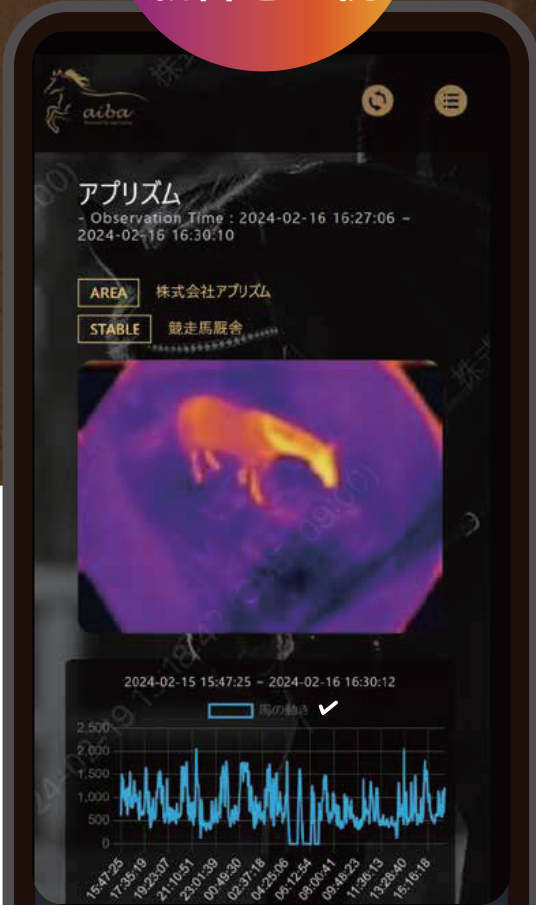 aiba
アプリズム
– Observation Time : 2024-02-16 16:27:06 –
2024-02-16 16:30:10
AREA 株式会社アプリズム
STABLE 競走馬厩舎
2024-02-15 15:47:25 ~ 2024-02-16 16:30:12
馬の動き ✔
2,500
2,000
1,500
1,000
500
0
15:47:25 17:35:19 19:23:07 21:10:51 23:01:39 00:49:30 02:37:18 04:25:06 06:12:54 08:00:41 09:48:23 11:36:13 13:28:40 15:16:18